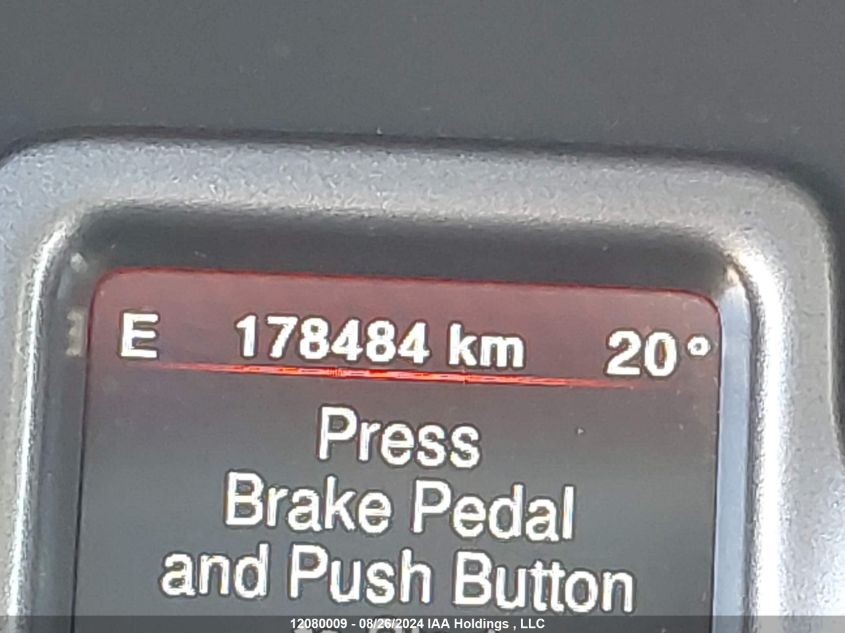 E 178484 km 20°
Press
Brake Pedal
and Push Button
12080009 - 08/26/2024 IAA Holdings , LLC